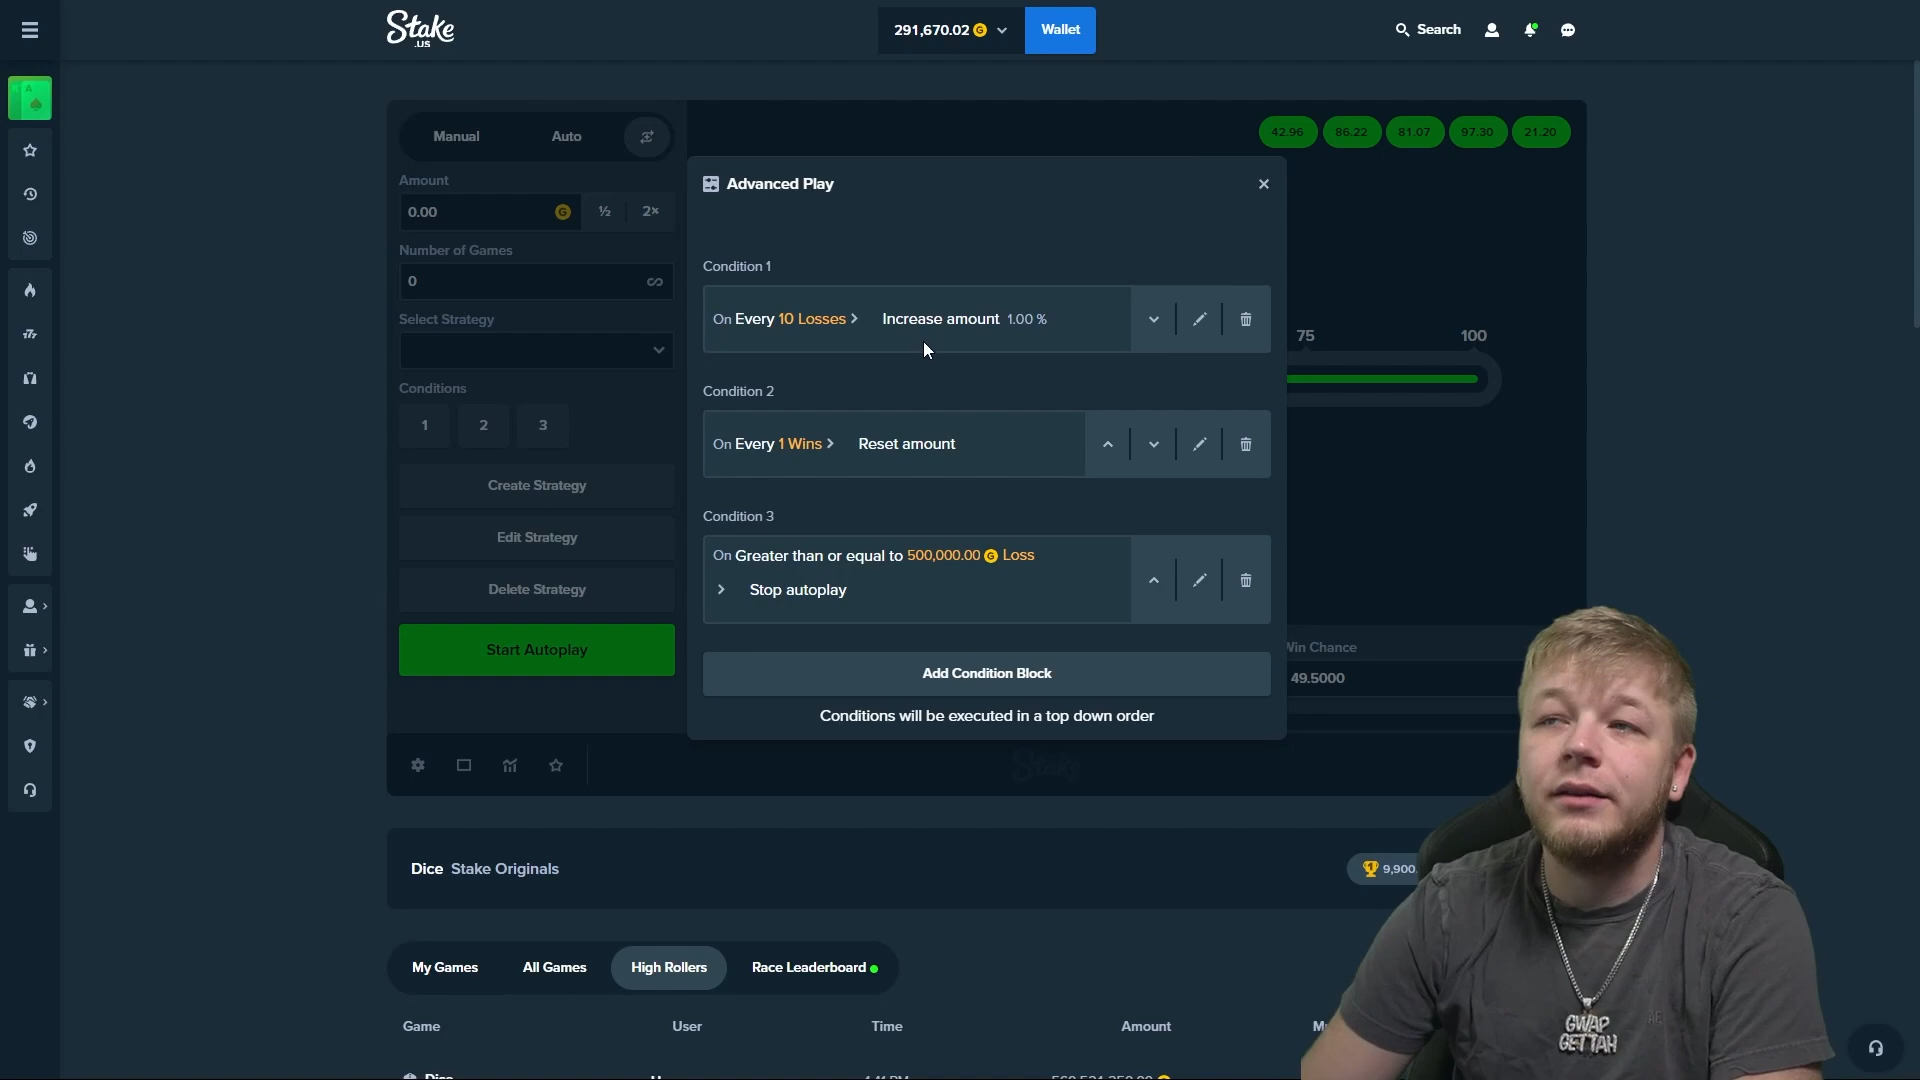 Stake
.US
291,670.02
Wallet
Search
A
Manual
Auto
Amount
0.00
½
2×
Number of Games
0
Select Strategy
Conditions
1
2
3
Create Strategy
Edit Strategy
Delete Strategy
Start Autoplay
42.96
86.22
81.07
97.30
21.20
Advanced Play
Condition 1
On Every 10 Losses
Increase amount 1.00 %
Condition 2
On Every 1 Wins
Reset amount
Condition 3
On Greater than or equal to 500,000.00 Loss
Stop autoplay
Add Condition Block
Conditions will be executed in a top down order
75
100
Win Chance
49.5000
Stake
Dice Stake Originals
9,900.
My Games
All Games
High Rollers
Race Leaderboard
Game
User
Time
Amount
GWAP
GETTAH